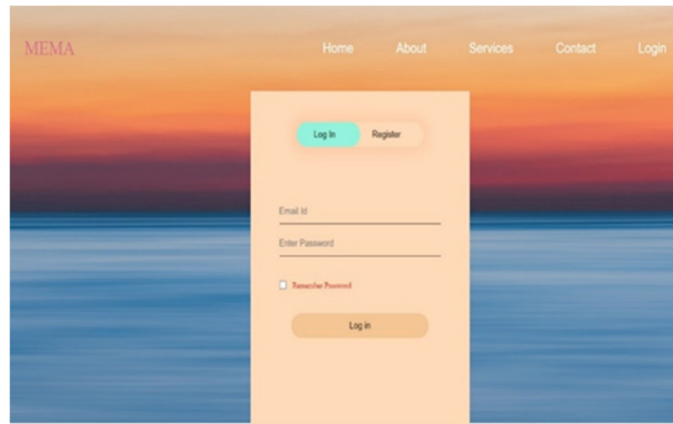 MEMA Home About Services Contact Login
Log In Register
Email Id
Enter Password
Remember Password
Log in